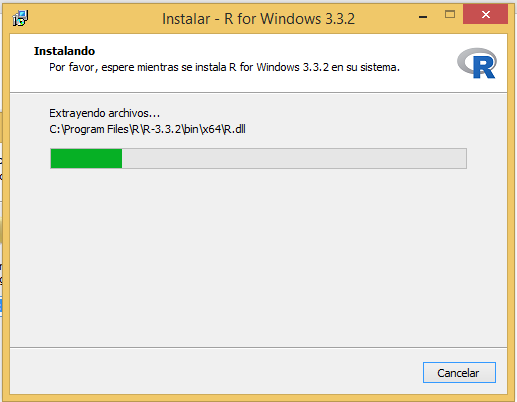 Instalar - R for Windows 3.3.2
Instalando
Por favor, espere mientras se instala R for Windows 3.3.2 en su sistema.
R
Extrayendo archivos...
C:\Program Files\R\R-3.3.2\bin\x64\R.dll
Cancelar